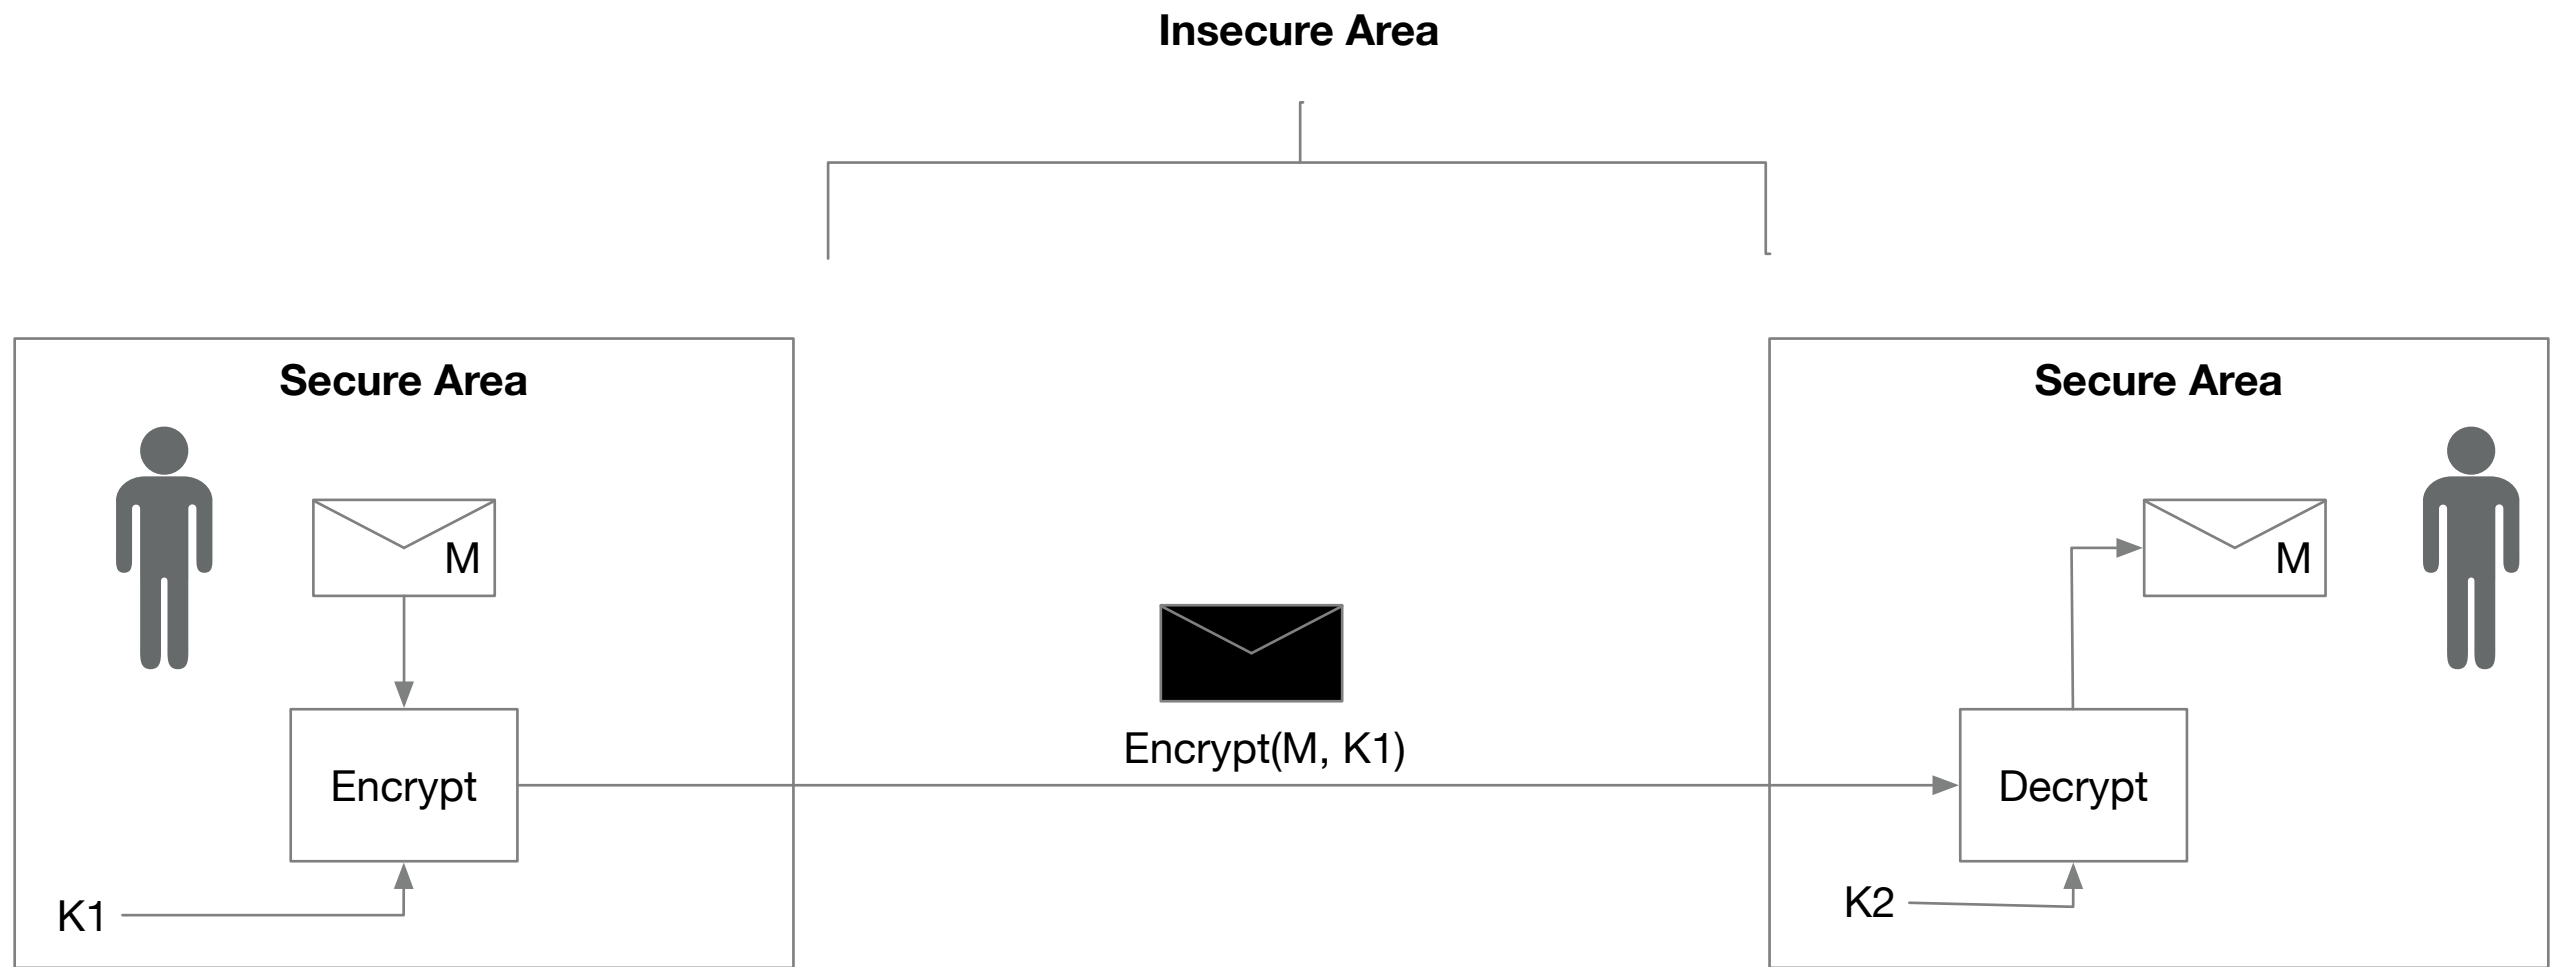 Insecure Area
Secure Area
M
Encrypt
K1
Encrypt(M, K1)
Secure Area
M
Decrypt
K2